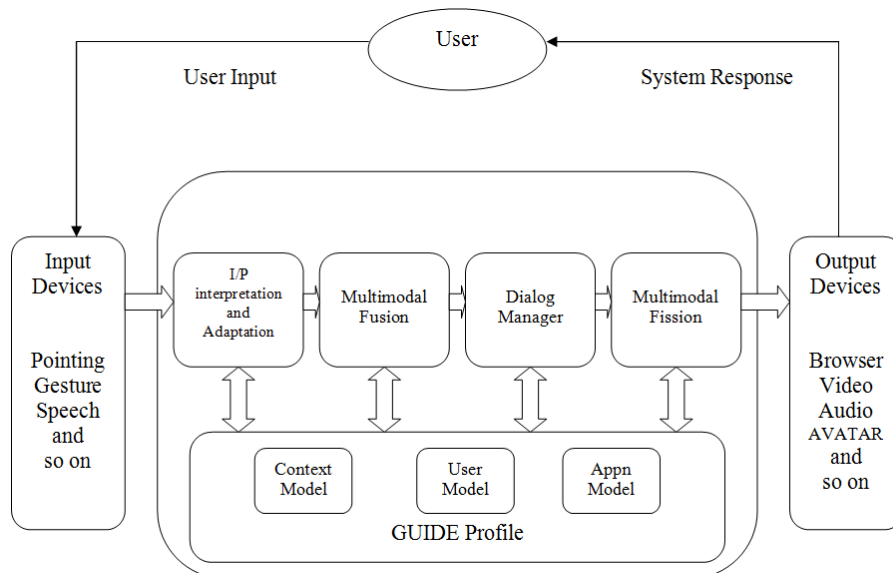 User
User Input
System Response
Input
Devices
Pointing
Gesture
Speech
and
so on
I/P
interpretation
and
Adaptation
Multimodal
Fusion
Dialog
Manager
Multimodal
Fission
Output
Devices
Browser
Video
Audio
AVATAR
and
so on
Context
Model
User
Model
Appn
Model
GUIDE Profile